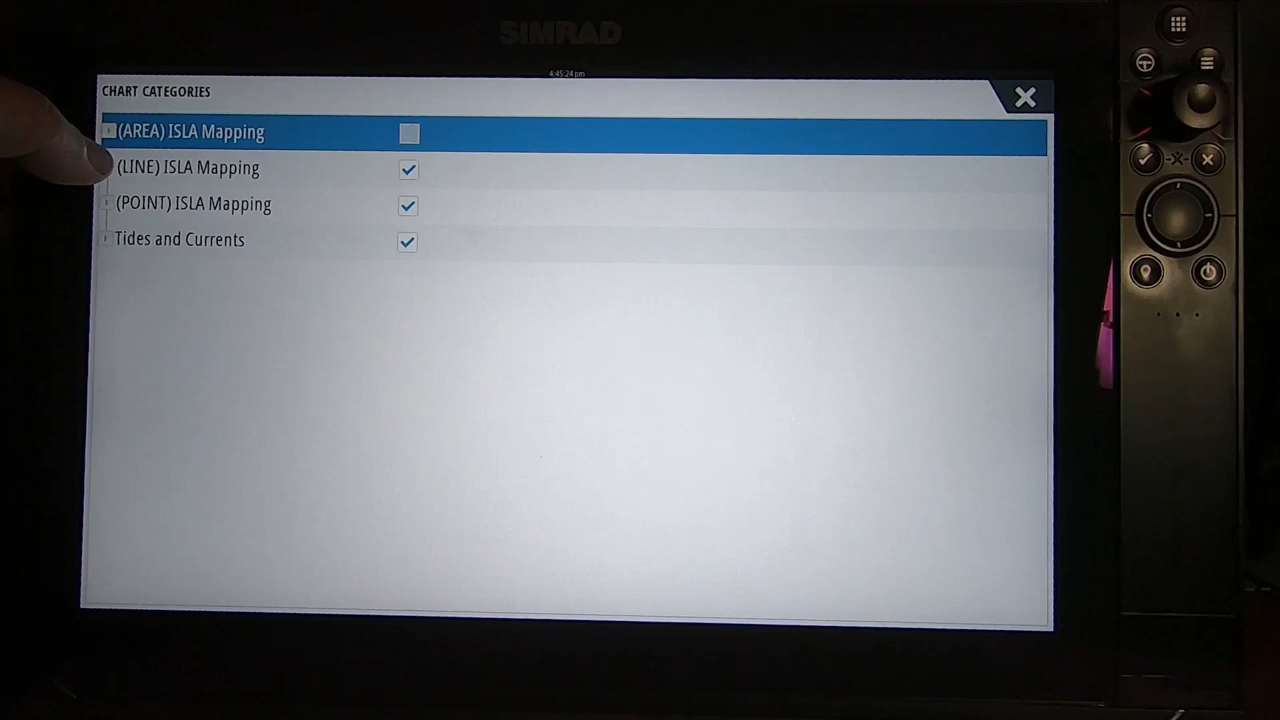 SIMRAD
4:45:24 pm
CHART CATEGORIES
(AREA) ISLA Mapping
(LINE) ISLA Mapping
(POINT) ISLA Mapping
Tides and Currents